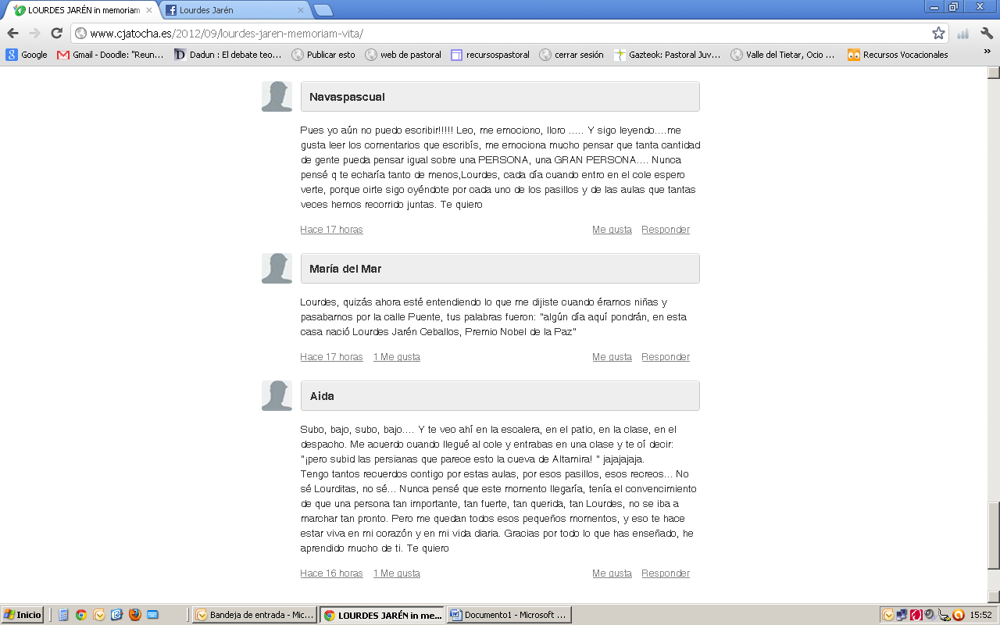 LOURDES JARÉN in memoriam
Lourdes Jarén
www.cjatocha.es/2012/09/lourdes-jaren-memoriam-vita/
Google
Gmail - Doodle: "Reun...
Dadun : El debate teo...
Publicar esto
web de pastoral
recursospastoral
cerrar sesión
Gazteok: Pastoral Juv...
Valle del Tietar, Ocio ...
Recursos Vocacionales
»
Navaspascual
Pues yo aún no puedo escribir!!!!! Leo, me emociono, lloro ..... Y sigo leyendo....me
gusta leer los comentarios que escribís, me emociona mucho pensar que tanta cantidad
de gente pueda pensar igual sobre una PERSONA, una GRAN PERSONA.... Nunca
pensé q te echaría tanto de menos,Lourdes, cada día cuando entro en el cole espero
verte, porque oirte sigo oyéndote por cada uno de los pasillos y de las aulas que tantas
veces hemos recorrido juntas. Te quiero
Hace 17 horas Me gusta Responder
María del Mar
Lourdes, quizás ahora esté entendiendo lo que me dijiste cuando éramos niñas y
pasabamos por la calle Puente, tus palabras fueron: "algún día aquí pondrán, en esta
casa nació Lourdes Jarén Ceballos, Premio Nobel de la Paz"
Hace 17 horas 1 Me gusta Me gusta Responder
Aida
Subo, bajo, subo, bajo.... Y te veo ahí en la escalera, en el patio, en la clase, en el
despacho. Me acuerdo cuando llegué al cole y entrabas en una clase y te oí decir:
"¡pero subid las persianas que parece esto la cueva de Altamira! " jajajajaja.
Tengo tantos recuerdos contigo por estas aulas, por esos pasillos, esos recreos... No
sé Lourditas, no sé... Nunca pensé que este momento llegaría, tenía el convencimiento
de que una persona tan importante, tan fuerte, tan querida, tan Lourdes, no se iba a
marchar tan pronto. Pero me quedan todos esos pequeños momentos, y eso te hace
estar viva en mi corazón y en mi vida diaria. Gracias por todo lo que has enseñado, he
aprendido mucho de ti. Te quiero
Hace 16 horas 1 Me gusta Me gusta Responder
Inicio
Bandeja de entrada - Mic...
LOURDES JARÉN in me...
Documento1 - Microsoft ...
15:52